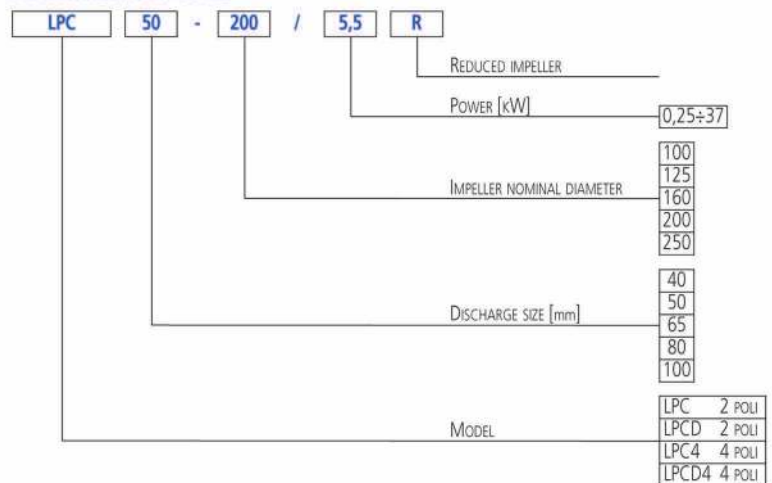 LPC 50 - 200 / 5,5 R
REDUCED IMPELLER
POWER [KW]
0,25÷37
100
125
IMPELLER NOMINAL DIAMETER
160
200
250
40
50
DISCHARGE SIZE [mm]
65
80
100
LPC 2 POLI
MODEL
LPCD 2 POLI
LPC4 4 POLI
LPCD4 4 POLI